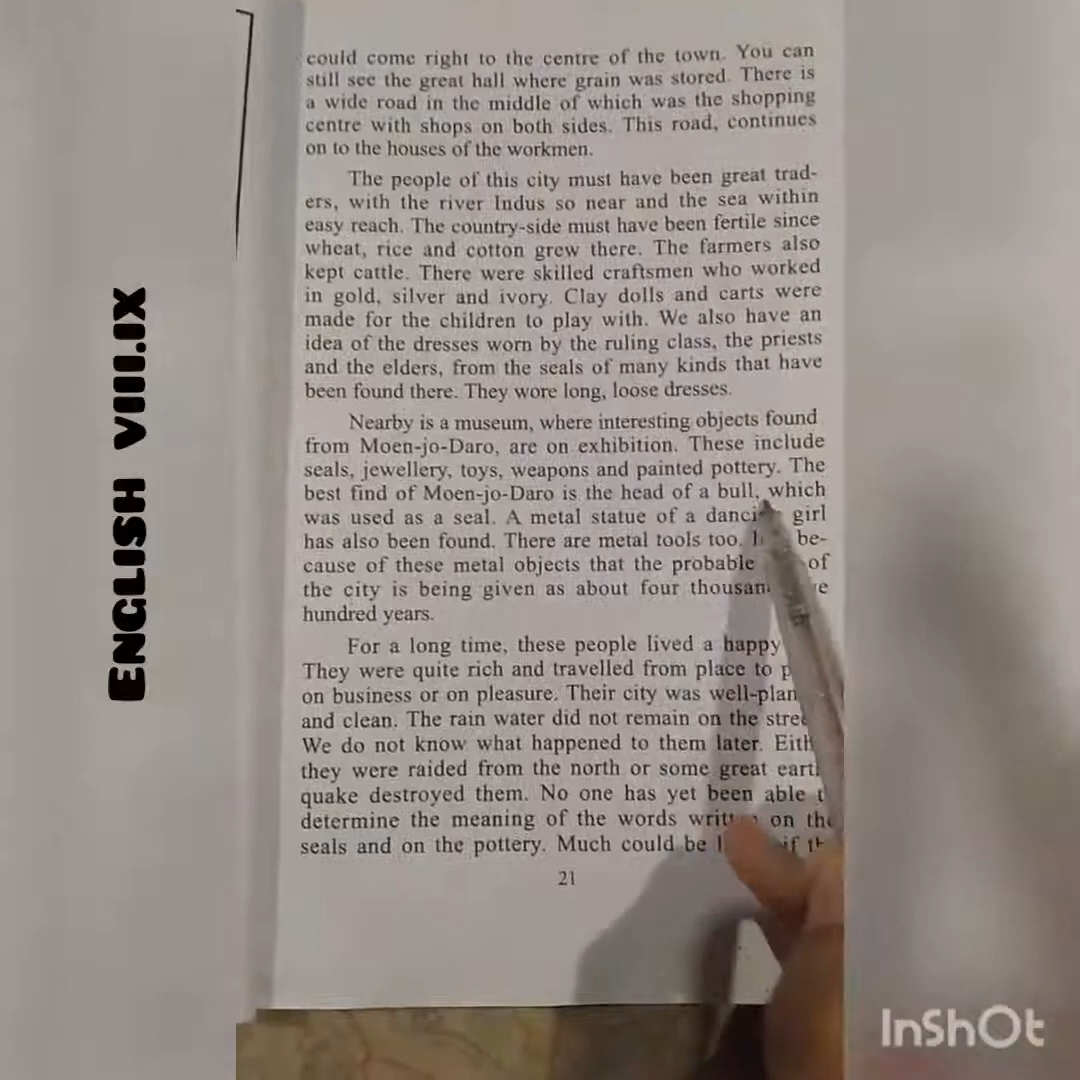 could come right to the centre of the town. You can
still see the great hall where grain was stored. There is
a wide road in the middle of which was the shopping
centre with shops on both sides. This road, continues
on to the houses of the workmen.
The people of this city must have been great trad-
ers, with the river Indus so near and the sea within
easy reach. The country-side must have been fertile since
wheat, rice and cotton grew there. The farmers also
kept cattle. There were skilled craftsmen who worked
in gold, silver and ivory. Clay dolls and carts were
made for the children to play with. We also have an
idea of the dresses worn by the ruling class, the priests
and the elders, from the seals of many kinds that have
been found there. They wore long, loose dresses.
Nearby is a museum, where interesting objects found
from Moen-jo-Daro, are on exhibition. These include
seals, jewellery, toys, weapons and painted pottery. The
best find of Moen-jo-Daro is the head of a bull, which
was used as a seal. A metal statue of a girl
has also been found. There are metal tools too. be-
cause of these metal objects that the probable of
the city is being given as about four
hundred years.
For a long time, these people lived a happy
They were quite rich and travelled from place to
on business or on pleasure. Their city was
and clean. The rain water did not remain on the
We do not know what happened to them later.
they were raided from the north or some great
quake destroyed them. No one has yet been able
determine the meaning of the words on the
seals and on the pottery. Much could be if
21
ENGLISH VIII.IX
InShOt